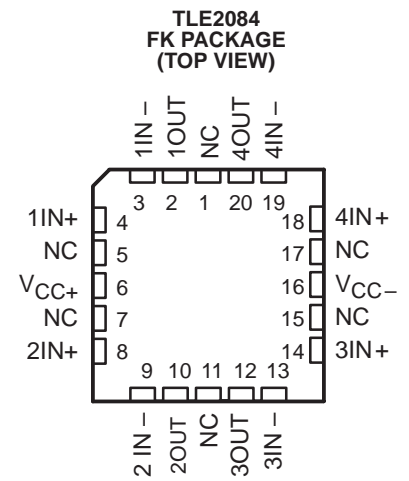 TLE2084
FK PACKAGE
(TOP VIEW)
1IN –
1OUT
NC
4OUT
4IN –
3 2 1 20 19
1IN+ 4
NC 5
VCC+ 6
NC 7
2IN+ 8
18 4IN+
17 NC
16 VCC–
15 NC
14 3IN+
9 10 11 12 13
2 IN –
2OUT
NC
3OUT
3IN –